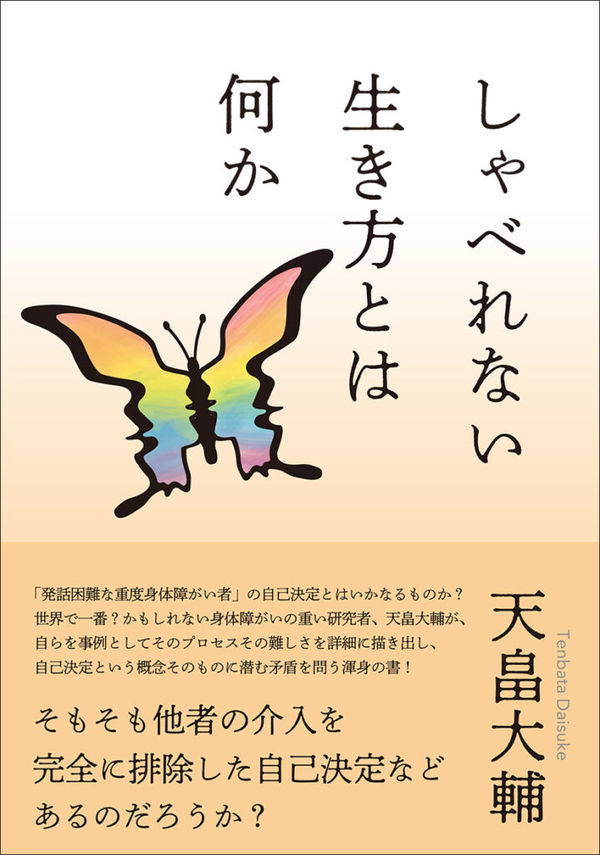 しゃべれない
生き方とは
何か
天畠大輔
Tenbata Daisuke
「発話困難な重度身体障がい者」の自己決定とはいかなるものか?
世界で一番?かもしれない身体障がいの重い研究者、天畠大輔が、
自らを事例としてそのプロセスその難しさを詳細に描き出し、
自己決定という概念そのものに潜む矛盾を問う渾身の書!
そもそも他者の介入を
完全に排除した自己決定など
あるのだろうか?